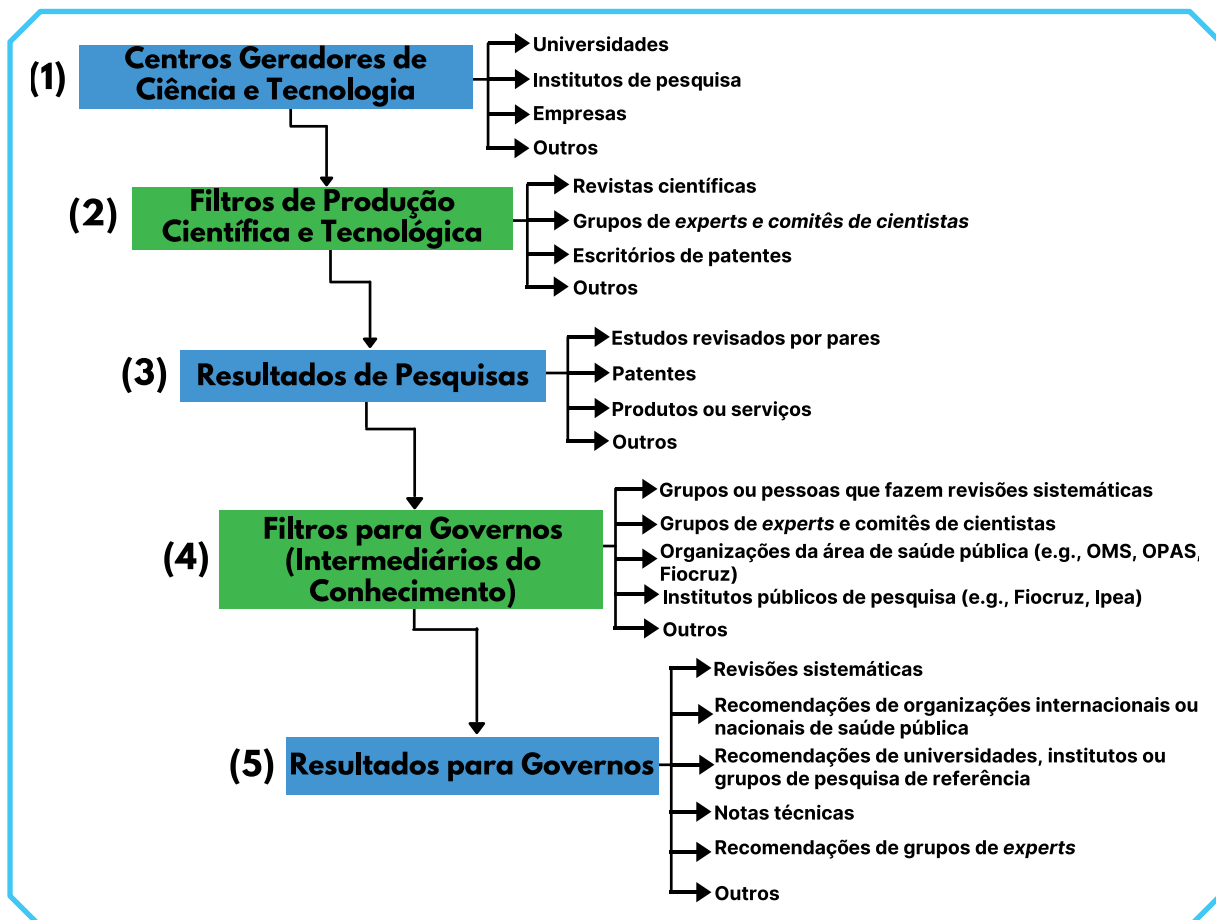 (1)
Centros Geradores de
Ciência e Tecnologia
Universidades
Institutos de pesquisa
Empresas
Outros
(2)
Filtros de Produção
Científica e Tecnológica
Revistas científicas
Grupos de experts e comitês de cientistas
Escritórios de patentes
Outros
(3)
Resultados de Pesquisas
Estudos revisados por pares
Patentes
Produtos ou serviços
Outros
(4)
Filtros para Governos
(Intermediários do
Conhecimento)
Grupos ou pessoas que fazem revisões sistemáticas
Grupos de experts e comitês de cientistas
Organizações da área de saúde pública (e.g., OMS, OPAS,
Fiocruz)
Institutos públicos de pesquisa (e.g., Fiocruz, Ipea)
Outros
(5)
Resultados para Governos
Revisões sistemáticas
Recomendações de organizações internacionais ou
nacionais de saúde pública
Recomendações de universidades, institutos ou
grupos de pesquisa de referência
Notas técnicas
Recomendações de grupos de experts
Outros